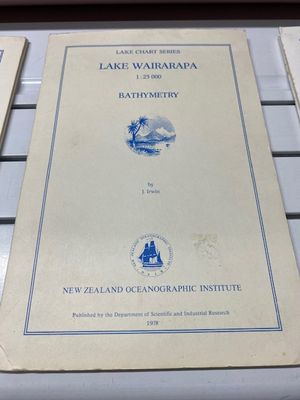 LAKE CHART SERIES
LAKE WAIRARAPA
1:25 000
BATHYMETRY
by
J. Irwin
NEW ZEALAND OCEANOGRAPHIC INSTITUTE
Published by the Department of Scientific and Industrial Research
1978